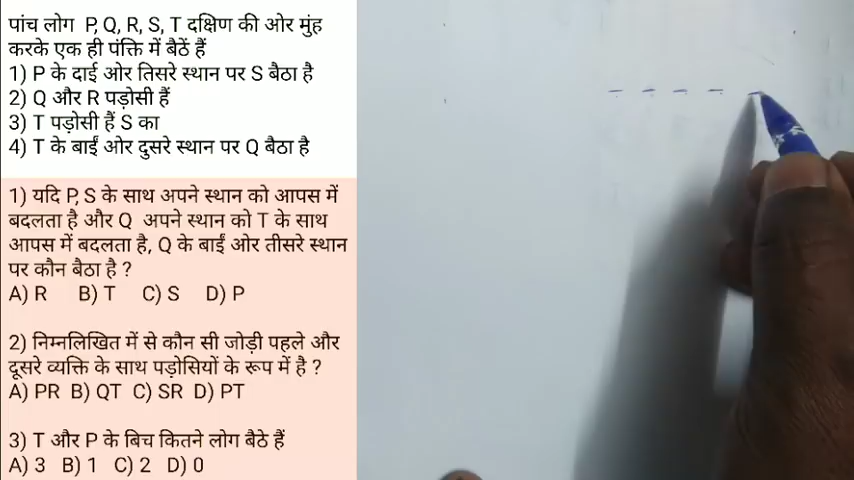 पांच लोग P, Q, R, S, T दक्षिण की ओर मुंह
करके एक ही पंक्ति में बैठें हैं
1) P के दाई ओर तिसरे स्थान पर S बैठा है
2) Q और R पड़ोसी हैं
3) T पड़ोसी हैं S का
4) T के बाईं ओर दुसरे स्थान पर Q बैठा है
1) यदि P, S के साथ अपने स्थान को आपस में
बदलता है और Q अपने स्थान को T के साथ
आपस में बदलता है, Q के बाईं ओर तीसरे स्थान
पर कौन बैठा है ?
A) R B) T C) S D) P
2) निम्नलिखित में से कौन सी जोड़ी पहले और
दूसरे व्यक्ति के साथ पड़ोसियों के रूप में है ?
A) PR B) QT C) SR D) PT
3) T और P के बिच कितने लोग बैठे हैं
A) 3 B) 1 C) 2 D) 0